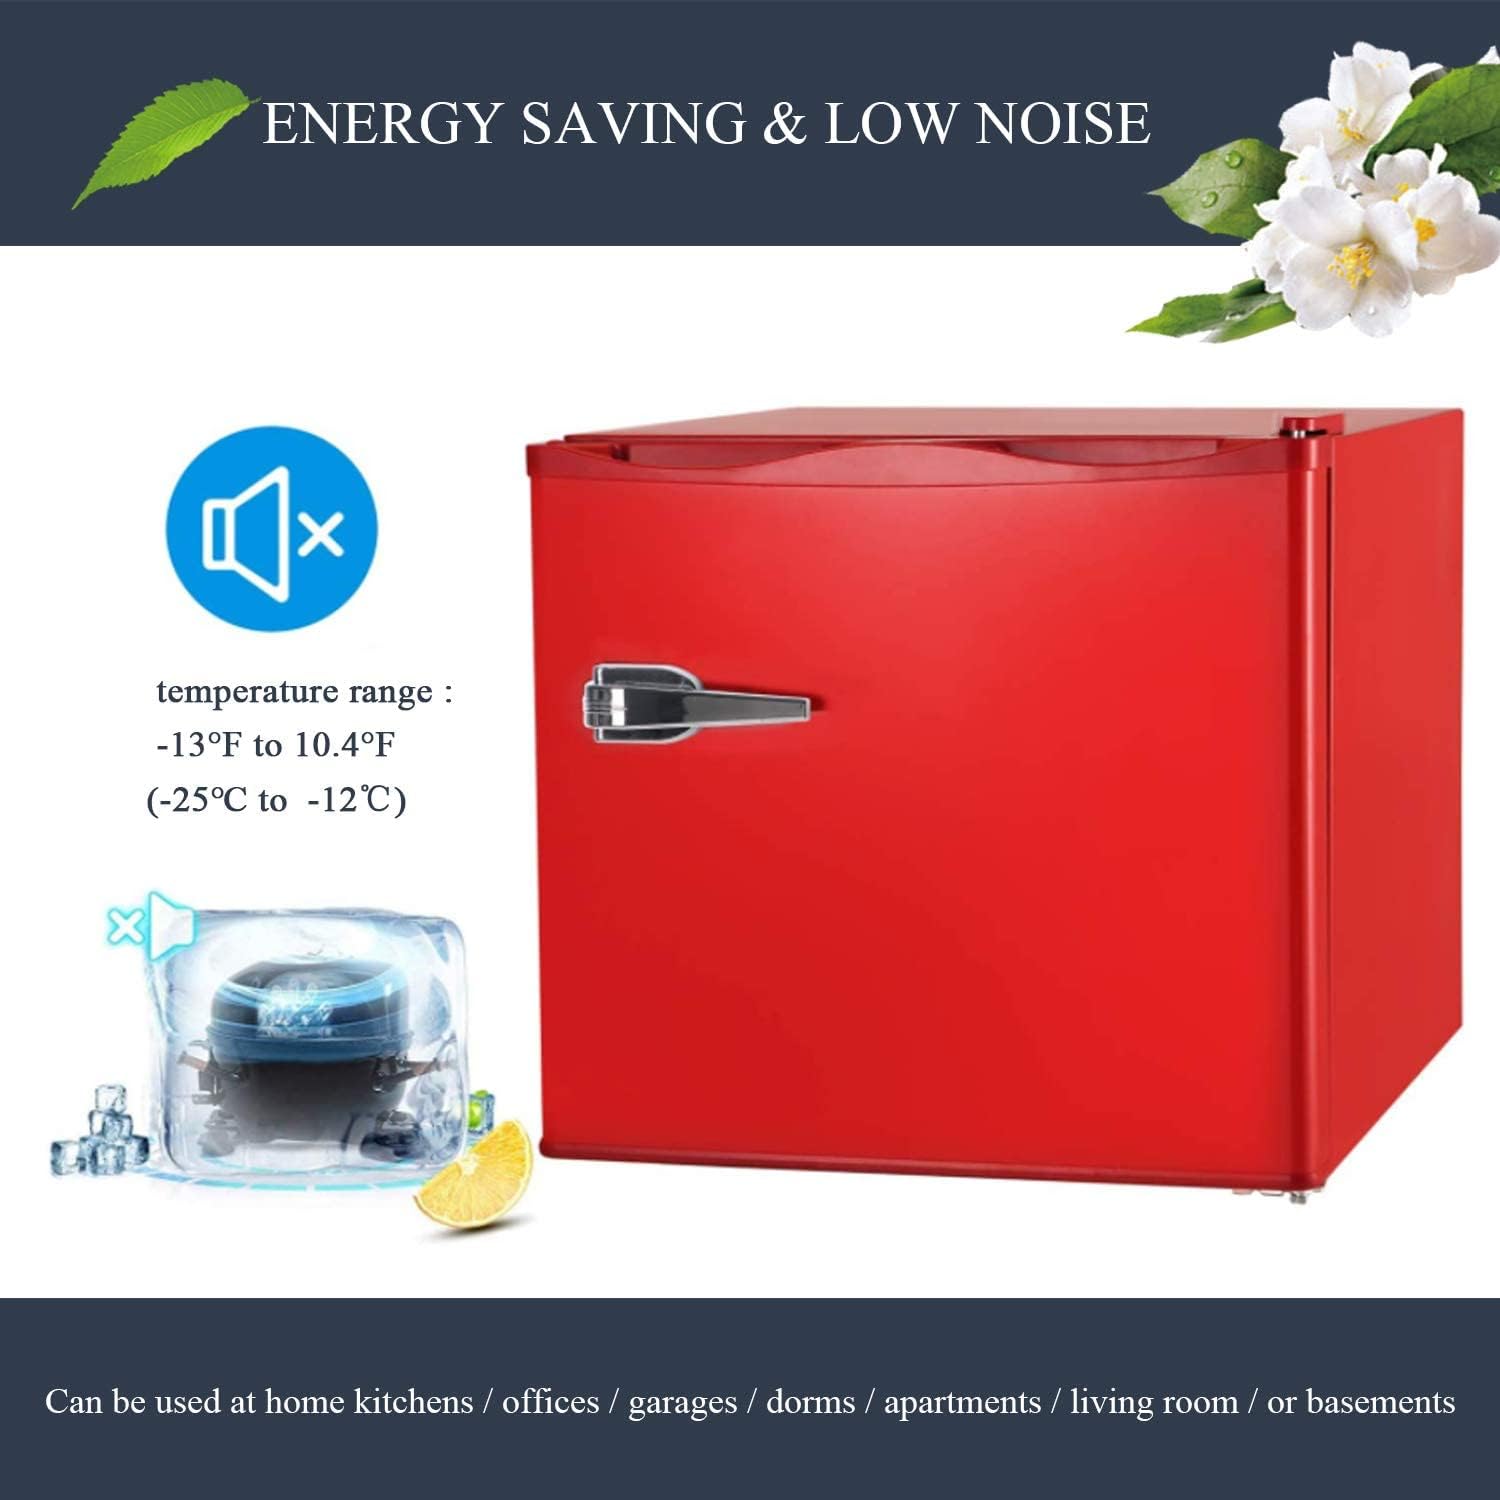 ENERGY SAVING & LOW NOISE
temperature range :
-13°F to 10.4°F
(-25℃ to -12℃)
Can be used at home kitchens / offices / garages / dorms / apartments / living room / or basements